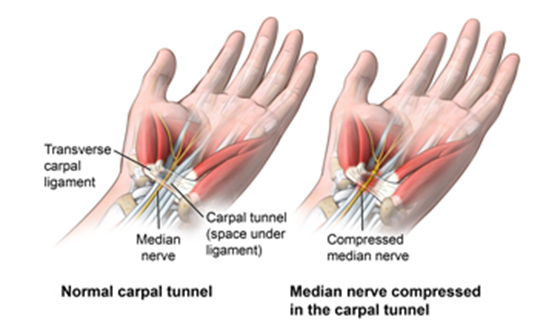 Transverse
carpal
ligament
Median
nerve
Carpal tunnel
(space under
ligament)
Normal carpal tunnel
Compressed
median nerve
Median nerve compressed
in the carpal tunnel